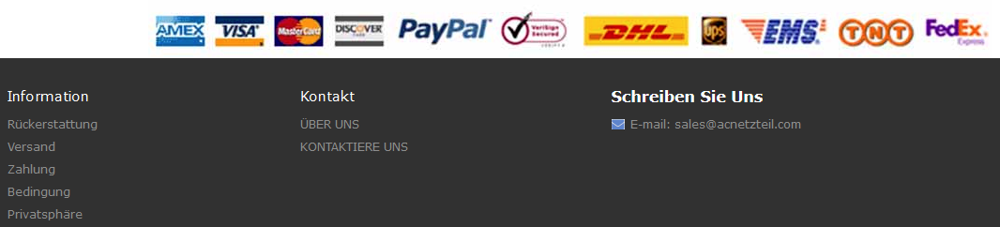 AMEX VISA MasterCard DISCOVER PayPal VeriSign Secured DHL ups EMS TNT FedEx Express
Information
Rückerstattung
Versand
Zahlung
Bedingung
Privatsphäre
Kontakt
ÜBER UNS
KONTAKTIERE UNS
Schreiben Sie Uns
E-mail: sales@acnetzteil.com